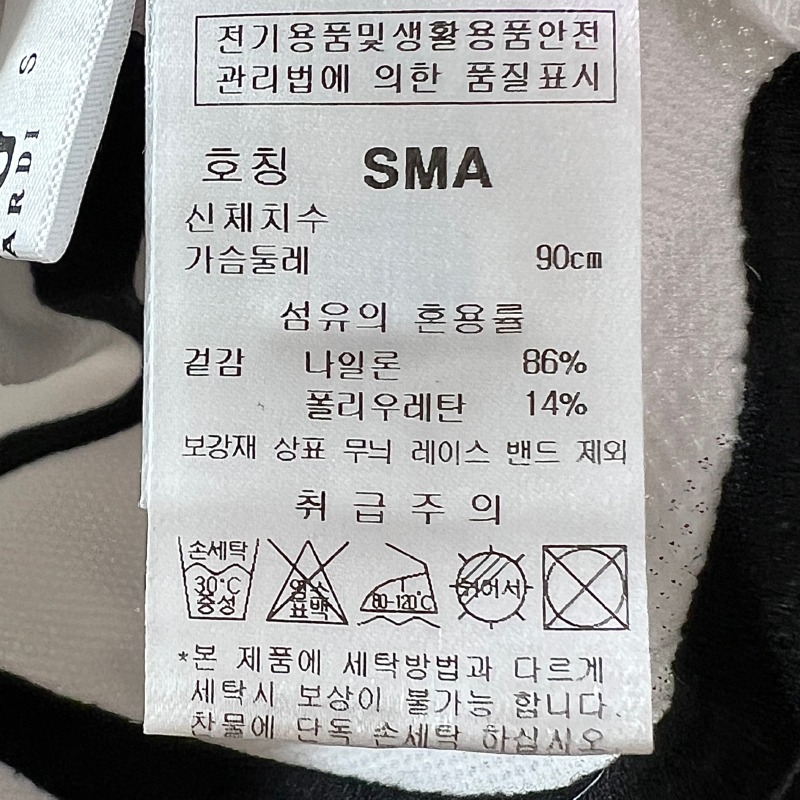 전기용품및생활용품안전
관리법에 의한 품질표시
호칭 SMA
신체치수
가슴둘레 90cm
섬유의 혼용률
겉감 나일론 86%
폴리우레탄 14%
보강재 상표 무늬 레이스 밴드 제외
취급주의
손세탁
30°C
중성
염소
표백
80-120°C
뉘어서
*본 제품에 세탁방법과 다르게
세탁시 보상이 불가능 합니다.
찬물에 단독 손세탁 하십시오
ARDI S